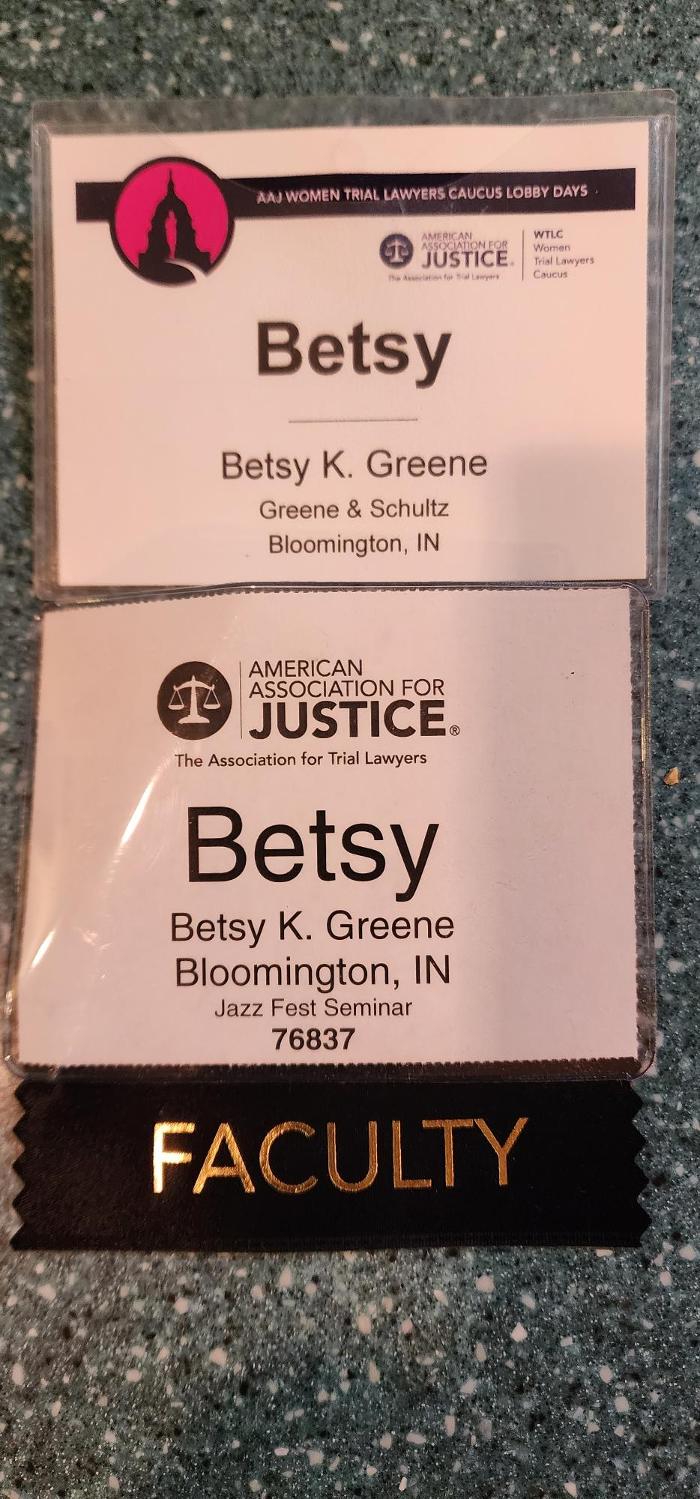 AAJ WOMEN TRIAL LAWYERS CAUCUS LOBBY DAYS
AMERICAN
ASSOCIATION FOR
JUSTICE
The Association for Trial Lawyers
WTLC
Women
Trial Lawyers
Caucus
Betsy
Betsy K. Greene
Greene & Schultz
Bloomington, IN
AMERICAN
ASSOCIATION FOR
JUSTICE®
The Association for Trial Lawyers
Betsy
Betsy K. Greene
Bloomington, IN
Jazz Fest Seminar
76837
FACULTY